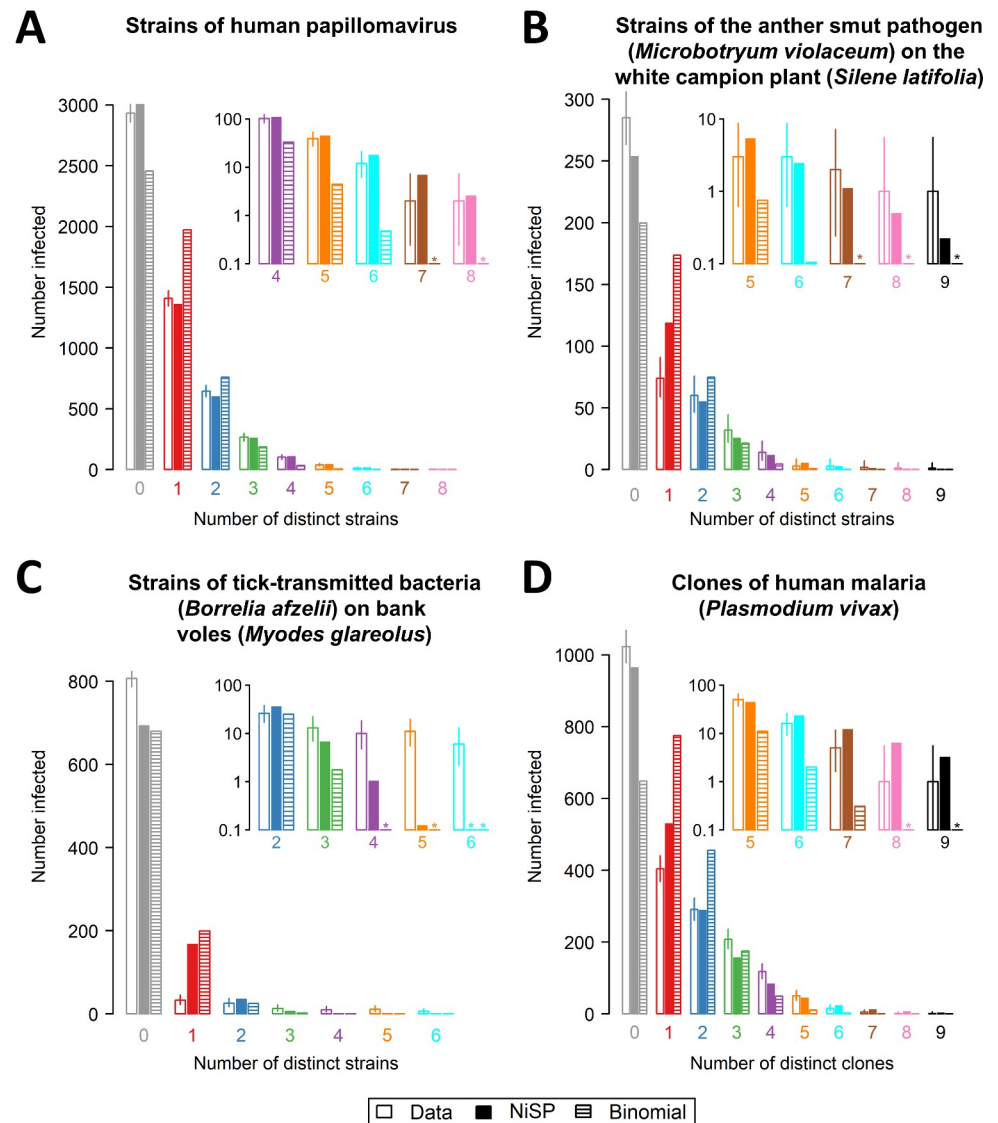 A
Strains of human papillomavirus
Number infected
3000
2500
2000
1500
1000
500
0
100
10
1
0.1
4 5 6 7 8
* *
0 1 2 3 4 5 6 7 8
Number of distinct strains
B
Strains of the anther smut pathogen
(Microbotryum violaceum) on the
white campion plant (Silene latifolia)
Number infected
300
250
200
150
100
50
0
10
1
0.1
* * *
5 6 7 8 9
0 1 2 3 4 5 6 7 8 9
Number of distinct strains
C
Strains of tick-transmitted bacteria
(Borrelia afzelii) on bank
voles (Myodes glareolus)
Number infected
800
600
400
200
0
100
10
1
0.1
* * * *
2 3 4 5 6
0 1 2 3 4 5 6
Number of distinct strains
D
Clones of human malaria
(Plasmodium vivax)
Number infected
1000
800
600
400
200
0
100
10
1
0.1
* *
5 6 7 8 9
0 1 2 3 4 5 6 7 8 9
Number of distinct clones
Data NiSP Binomial